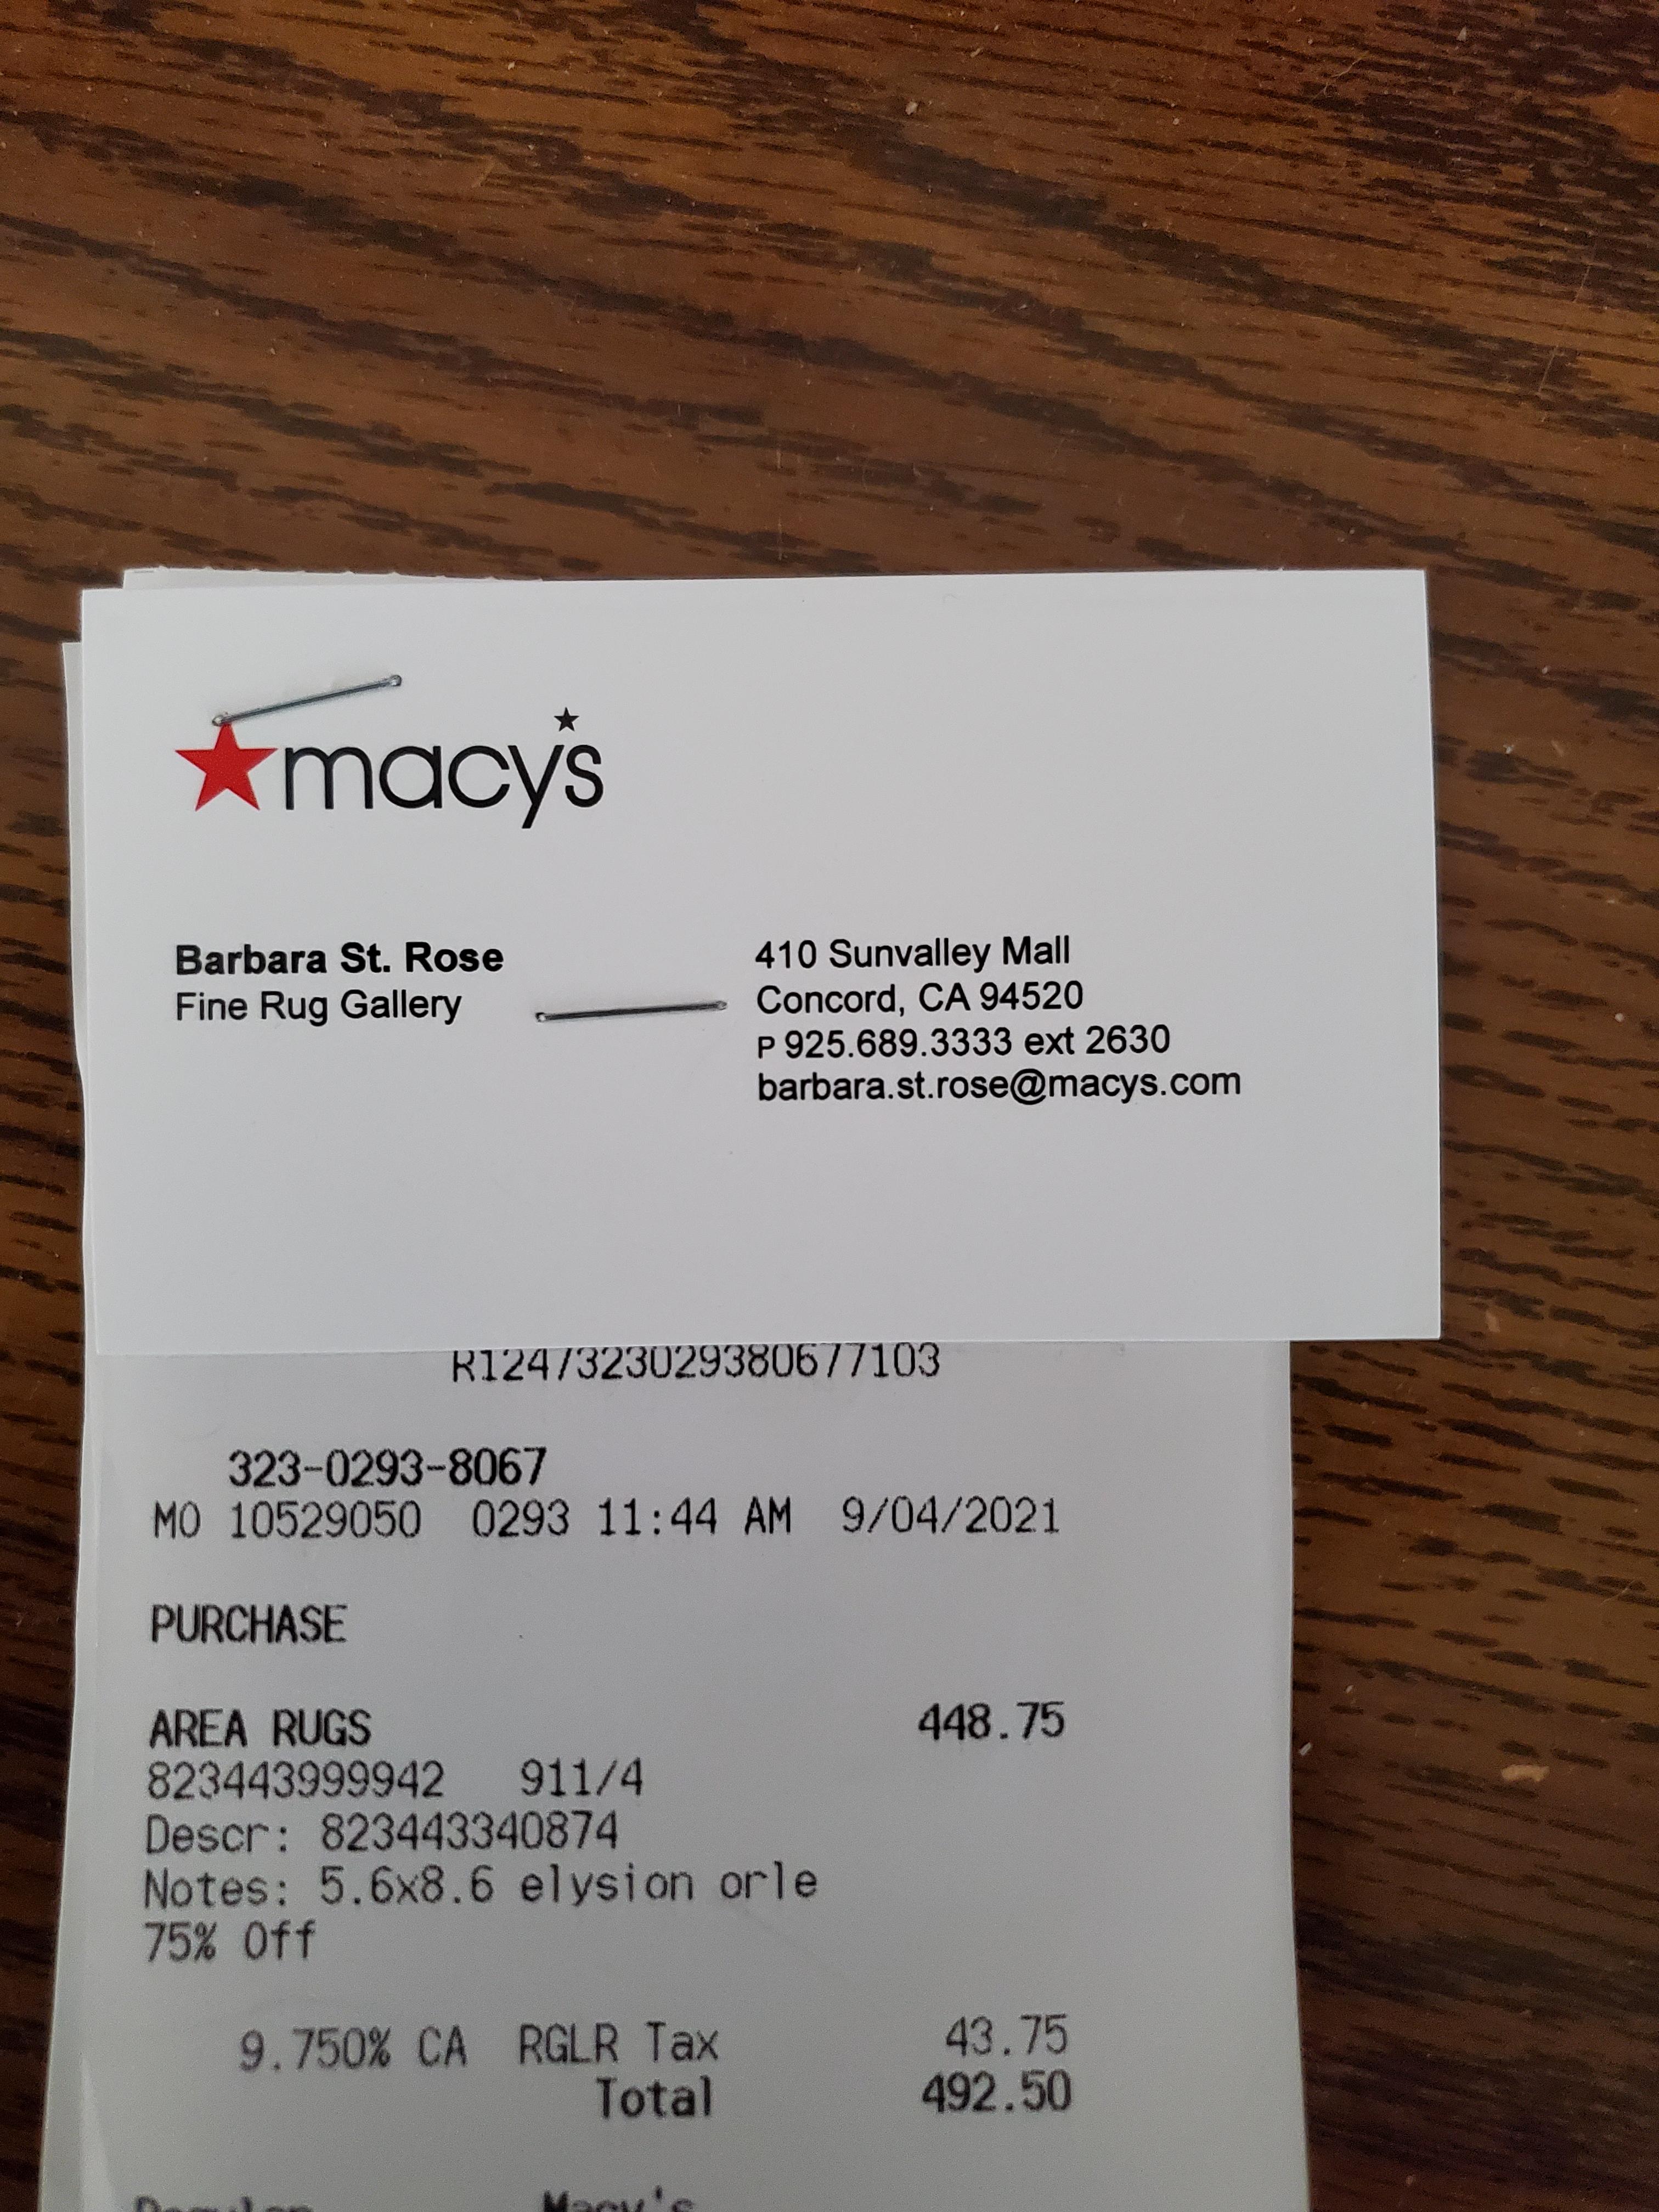 macy's
Barbara St. Rose
Fine Rug Gallery
410 Sunvalley Mall
Concord, CA 94520
P 925.689.3333 ext 2630
barbara.st.rose@macys.com
R1247323029380677103
323-0293-8067
MO 10529050 0293 11:44 AM 9/04/2021
PURCHASE
AREA RUGS 448.75
823443999942 911/4
Descr: 823443340874
Notes: 5.6x8.6 elysion orle
75% Off
9.750% CA RGLR Tax 43.75
Total 492.50
Macy's